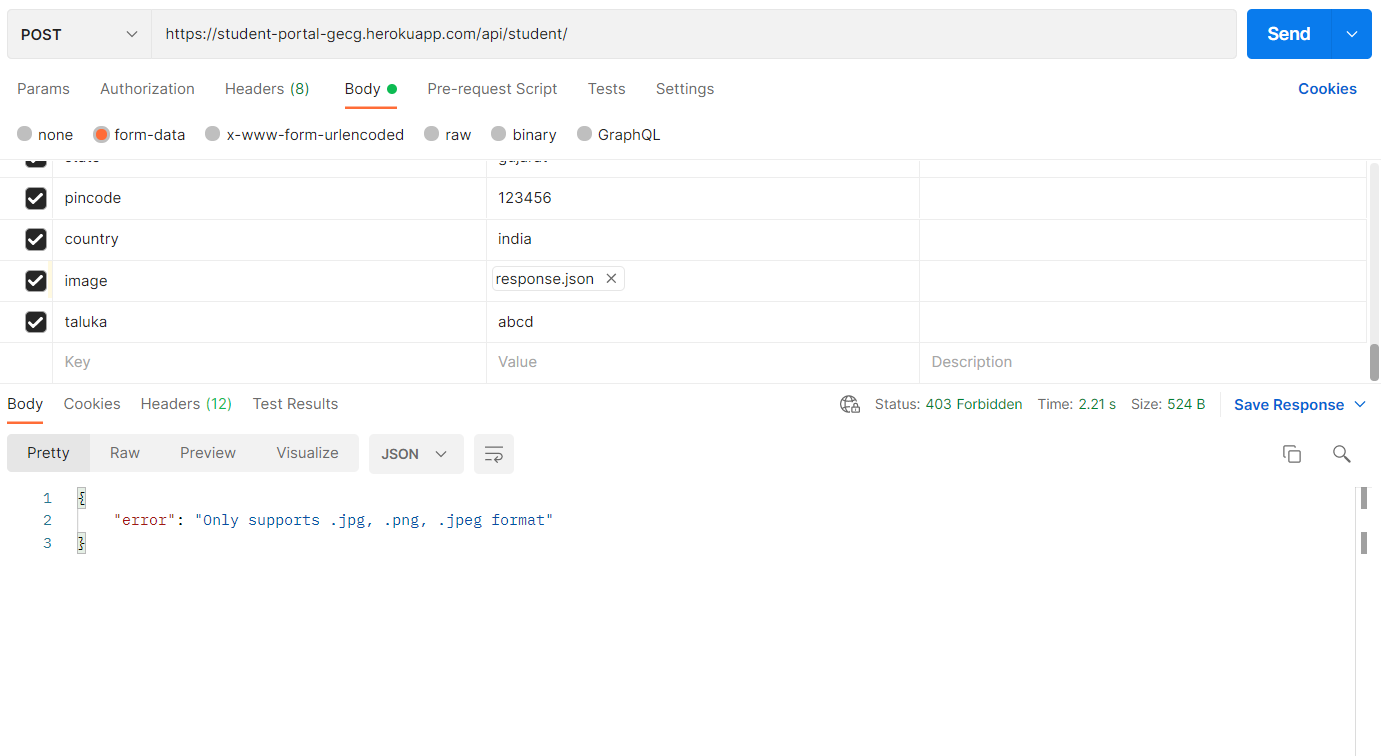 POST https://student-portal-gecg.herokuapp.com/api/student/ Send
Params Authorization Headers (8) Body Pre-request Script Tests Settings Cookies
none form-data x-www-form-urlencoded raw binary GraphQL
pincode 123456
country india
image response.json
taluka abcd
Key Value Description
Body Cookies Headers (12) Test Results Status: 403 Forbidden Time: 2.21 s Size: 524 B Save Response
Pretty Raw Preview Visualize JSON
1 {
2 "error": "Only supports .jpg, .png, .jpeg format"
3 }